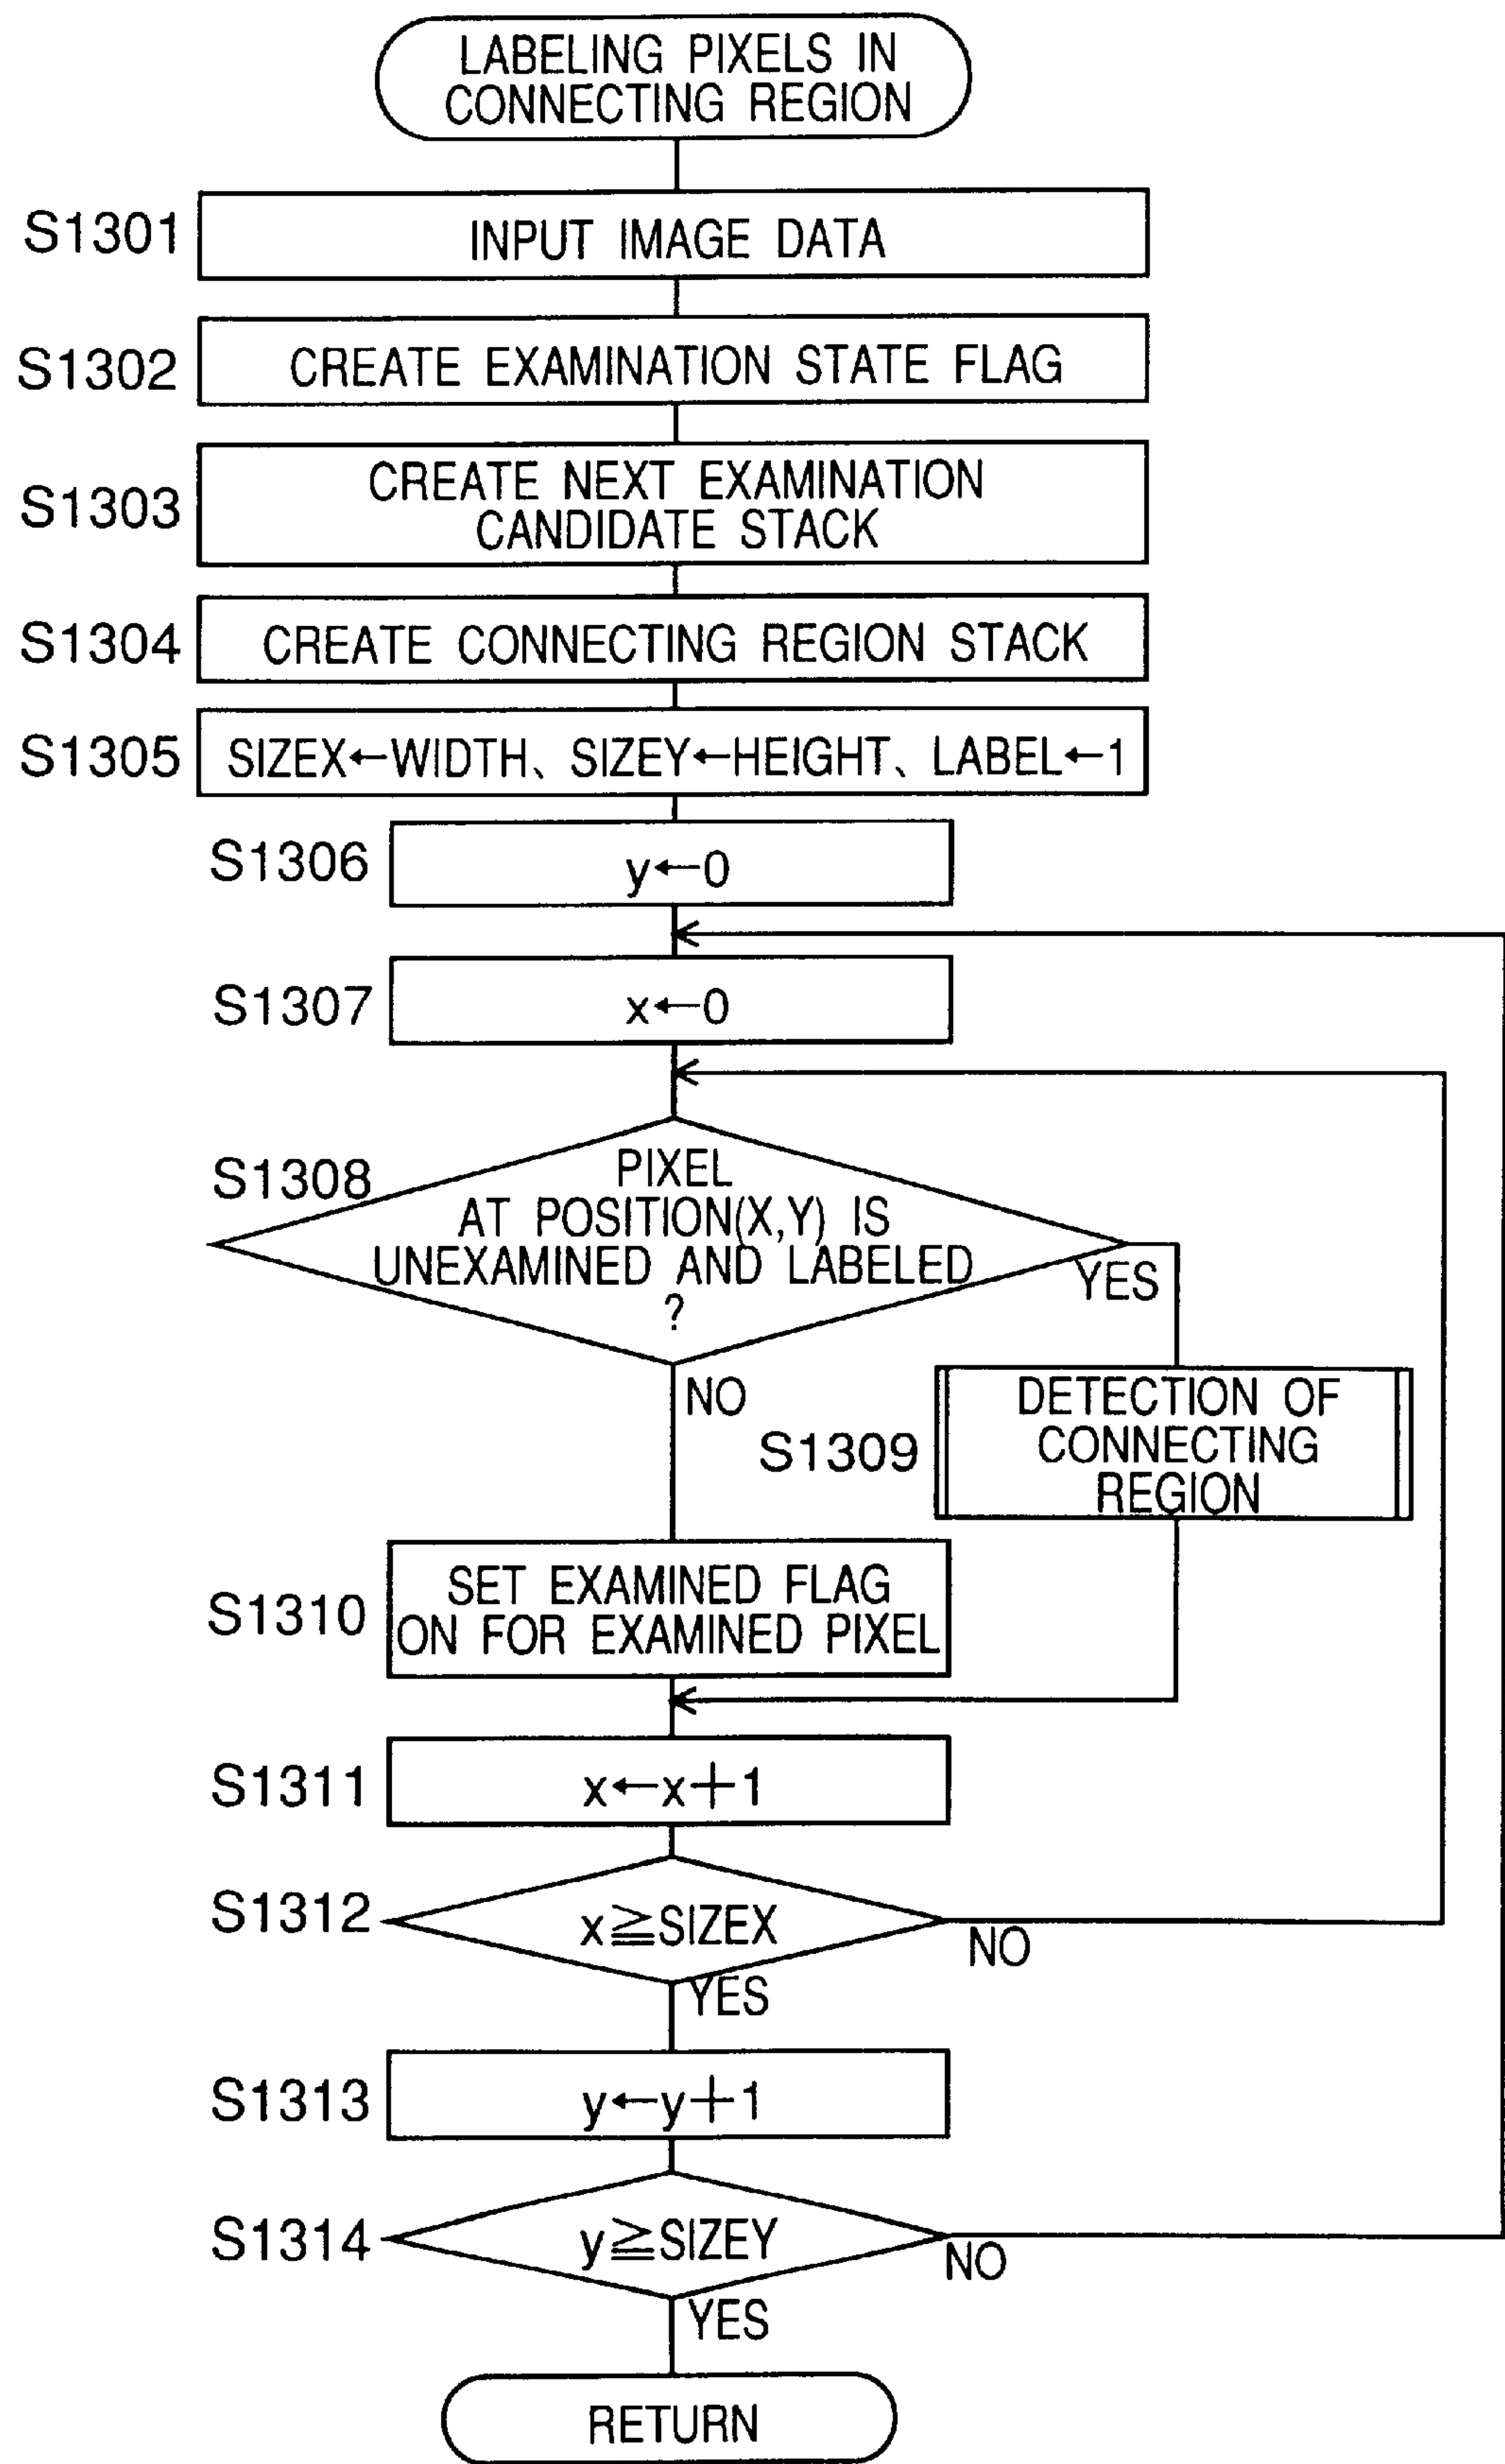 LABELING PIXELS IN
CONNECTING REGION
S1301
INPUT IMAGE DATA
S1302
CREATE EXAMINATION STATE FLAG
S1303
CREATE NEXT EXAMINATION
CANDIDATE STACK
S1304
CREATE CONNECTING REGION STACK
S1305
SIZEX←WIDTH、SIZEY←HEIGHT、LABEL←1
S1306
y←0
S1307
x←0
S1308
PIXEL
AT POSITION(X,Y) IS
UNEXAMINED AND LABELED
?
YES
NO
S1309
DETECTION OF
CONNECTING
REGION
S1310
SET EXAMINED FLAG
ON FOR EXAMINED PIXEL
S1311
x←x+1
S1312
x≧SIZEX
NO
YES
S1313
y←y+1
S1314
y≧SIZEY
NO
YES
RETURN